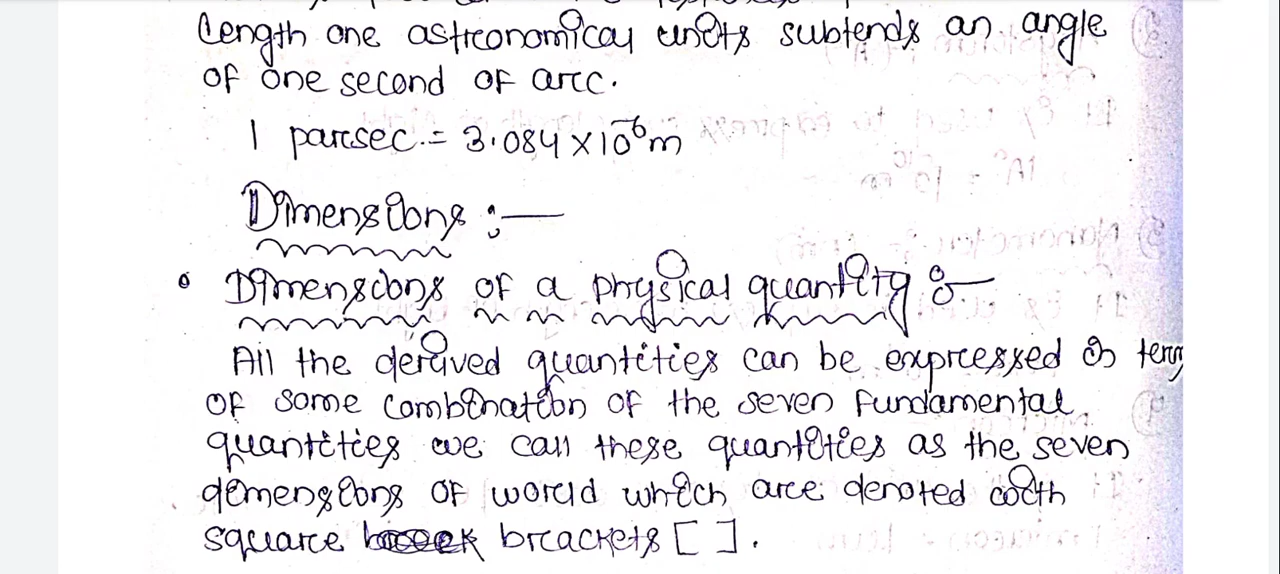 Length one astronomical units subtends an angle
of one second of arc.
1 parsec = 3.084 × 10⁻⁶m
Dimensions :—
• Dimensions of a physical quantity :—
All the derived quantities can be expressed in
of some combination of the seven fundamental
quantities we call these quantities as the seven
dimensions of world which are denoted with
square brackets [ ].